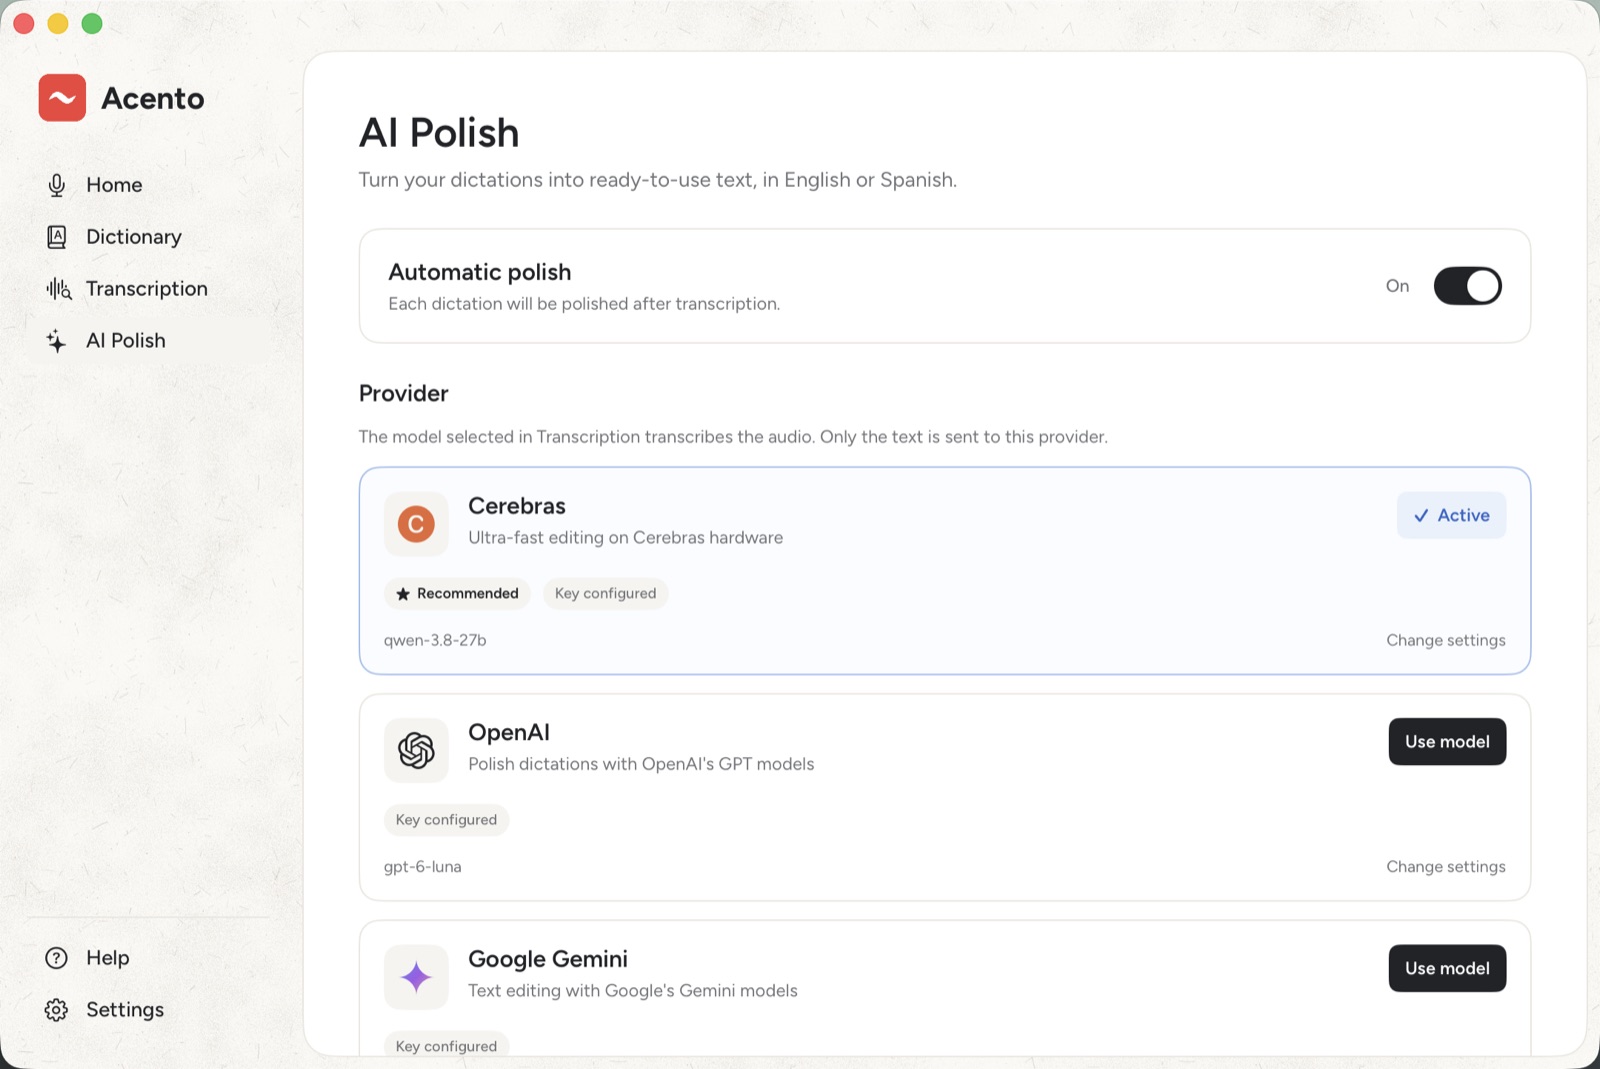 Acento
Home
Dictionary
Transcription
AI Polish
Help
Settings
AI Polish
Turn your dictations into ready-to-use text, in English or Spanish.
Automatic polish
Each dictation will be polished after transcription.
On
Provider
The model selected in Transcription transcribes the audio. Only the text is sent to this provider.
C
Cerebras
Ultra-fast editing on Cerebras hardware
Active
Recommended
Key configured
qwen-3.8-27b
Change settings
OpenAI
Polish dictations with OpenAI's GPT models
Use model
Key configured
gpt-6-luna
Change settings
Google Gemini
Text editing with Google's Gemini models
Use model
Key configured